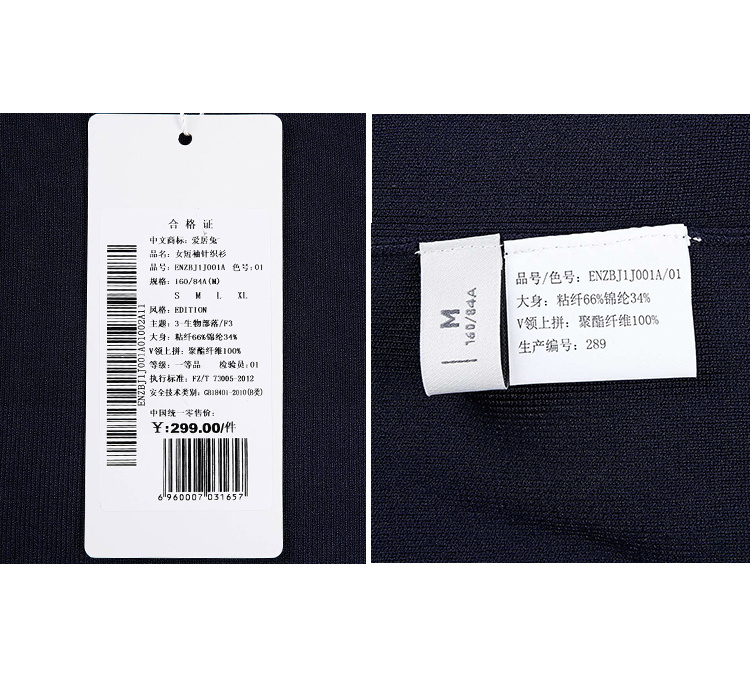 合格证
中文商标: 爱居兔
品名: 女短袖针织衫
品号: ENZBJ1J001A 色号:01
规格: 160/84A(M)
S M L XL
风格: EDITION
主题: 3-生物部落/F3
大身: 粘纤66%锦纶34%
V领上拼: 聚酯纤维100%
等级: 一等品 检验员:01
执行标准: FZ/T 73005-2012
安全技术类别: GB18401-2010(B类)
中国统一零售价:
¥:299.00/件
6 960007 031657
ENZBJ1J001A01002A11
M
160/84A
品号/色号: ENZBJ1J001A/01
大身: 粘纤66%锦纶34%
V领上拼: 聚酯纤维100%
生产编号: 289